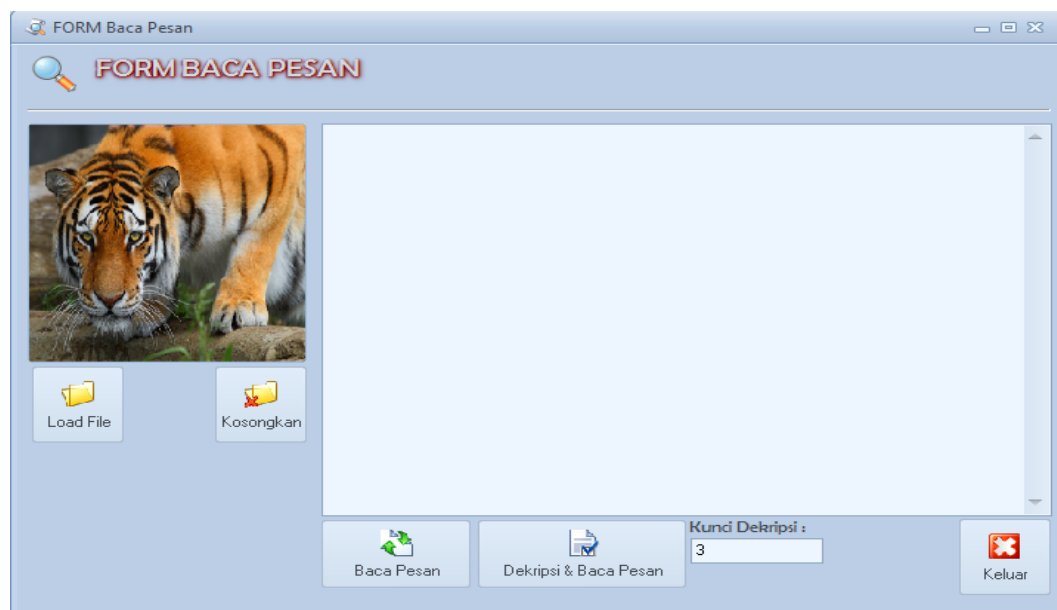 FORM Baca Pesan
FORM BACA PESAN
Load File
Kosongkan
Kunci Dekripsi :
3
Baca Pesan
Dekripsi & Baca Pesan
Keluar